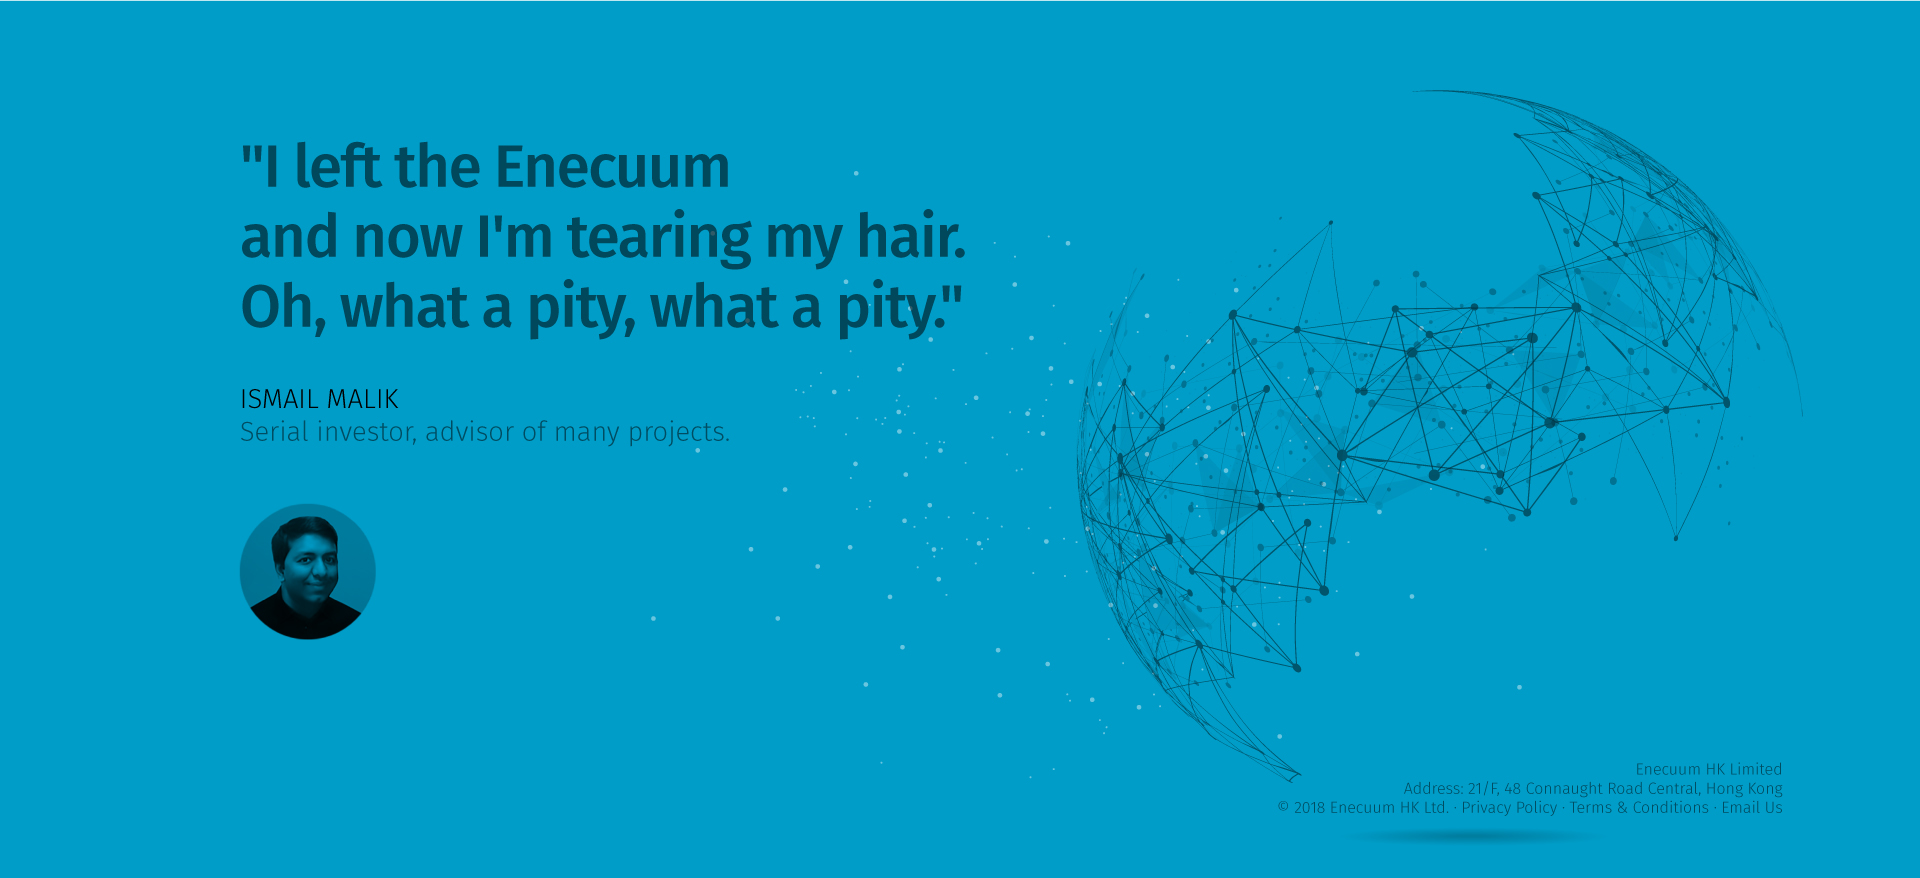 "I left the Enecuum
and now I'm tearing my hair.
Oh, what a pity, what a pity."
ISMAIL MALIK
Serial investor, advisor of many projects.
Enecuum HK Limited
Address: 21/F, 48 Connaught Road Central, Hong Kong
© 2018 Enecuum HK Ltd. · Privacy Policy · Terms & Conditions · Email Us